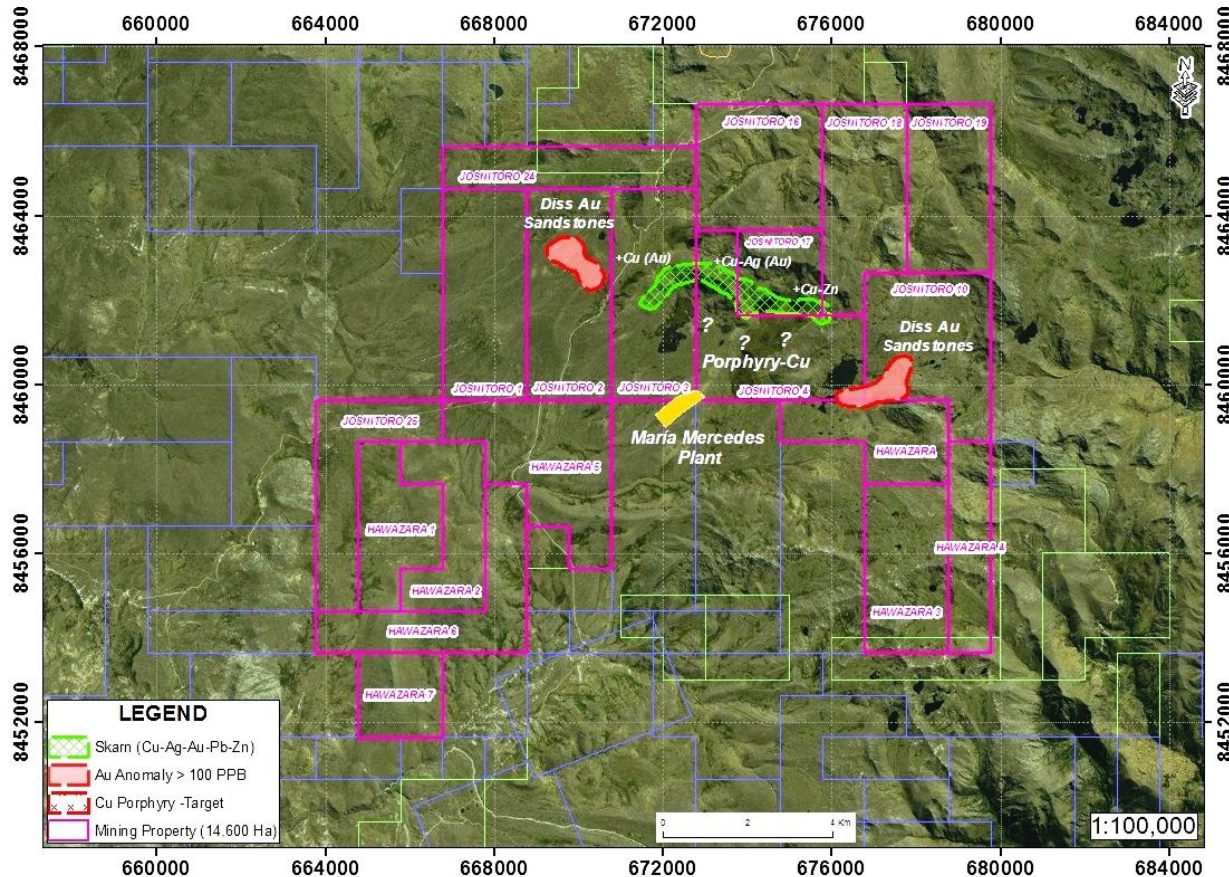 660000 664000 668000 672000 676000 680000 684000
8468000
8468000
N
JOSNITORO 16
JOSNITORO 18
JOSNITORO 19
JOSNITORO 24
8464000
8464000
Diss Au
Sandstones
JOSNITORO 17
+Cu (Au)
+Cu-Ag (Au)
+Cu-Zn
JOSNITORO 10
?
?
?
Porphyry-Cu
Diss Au
Sandstones
8460000
8460000
JOSNITORO 1
JOSNITORO 2
JOSNITORO 3
JOSNITORO 4
JOSNITORO 25
Maria Mercedes
Plant
HAWAZARA
HAWAZARA 5
HAWAZARA 1
HAWAZARA 4
8456000
8456000
HAWAZARA 2
HAWAZARA 3
HAWAZARA 6
HAWAZARA 7
8452000
8452000
LEGEND
Skarn (Cu-Ag-Au-Pb-Zn)
Au Anomaly > 100 PPB
Cu Porphyry -Target
Mining Property (14.600 Ha)
0 2 4 Km
1:100,000
660000 664000 668000 672000 676000 680000 684000